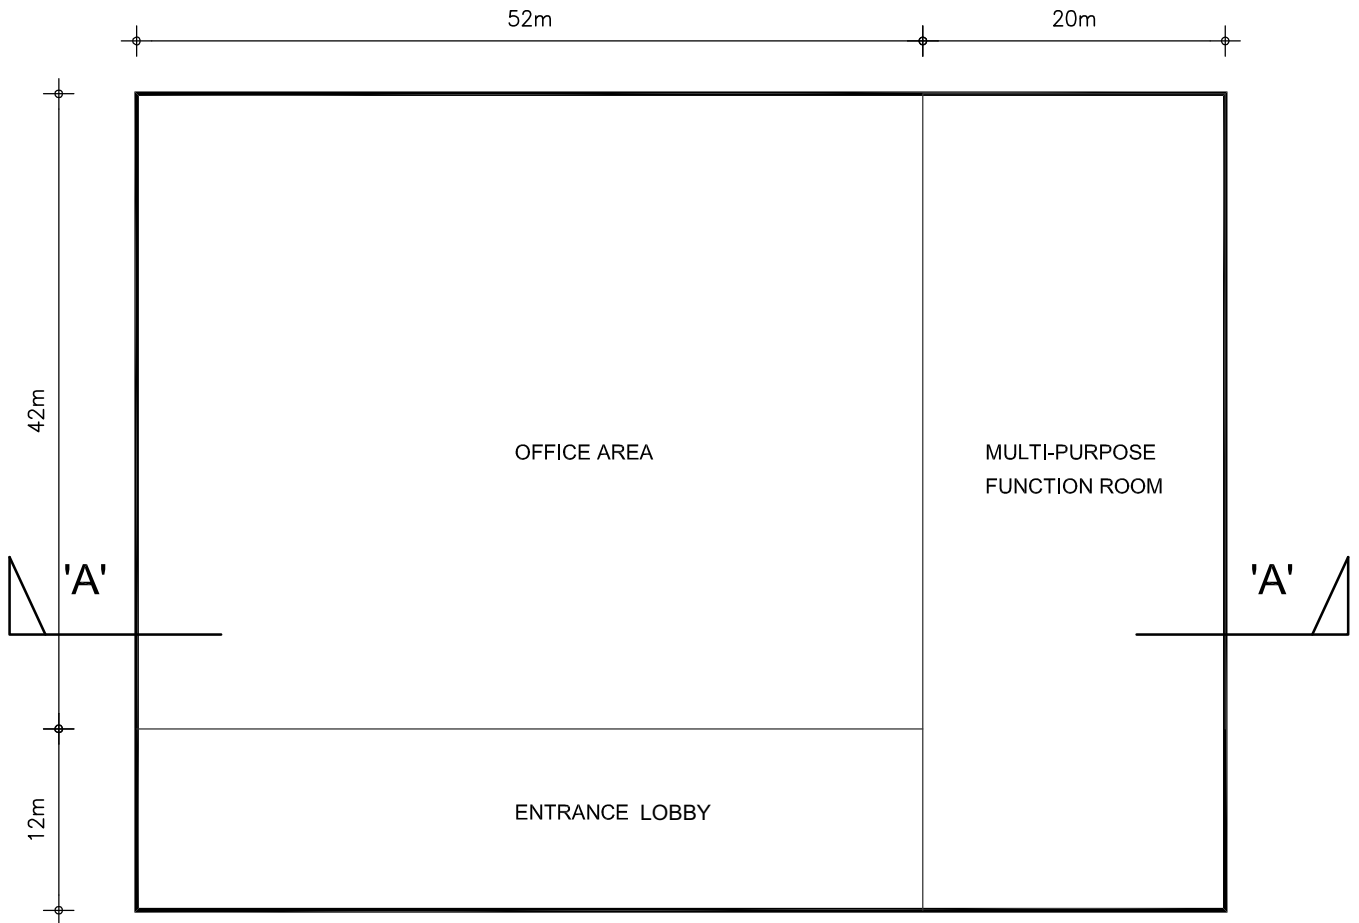 52m
20m
42m
OFFICE AREA
MULTI-PURPOSE
FUNCTION ROOM
'A'
'A'
12m
ENTRANCE LOBBY